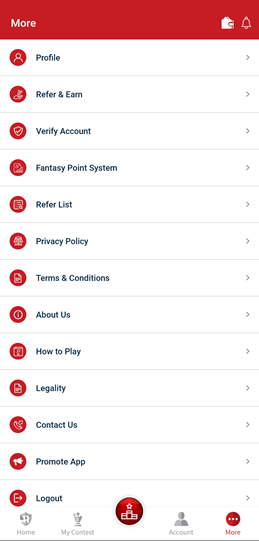 More
Profile
Refer & Earn
Verify Account
Fantasy Point System
Refer List
Privacy Policy
Terms & Conditions
About Us
How to Play
Legality
Contact Us
Promote App
Logout
Home
My Contest
Account
More